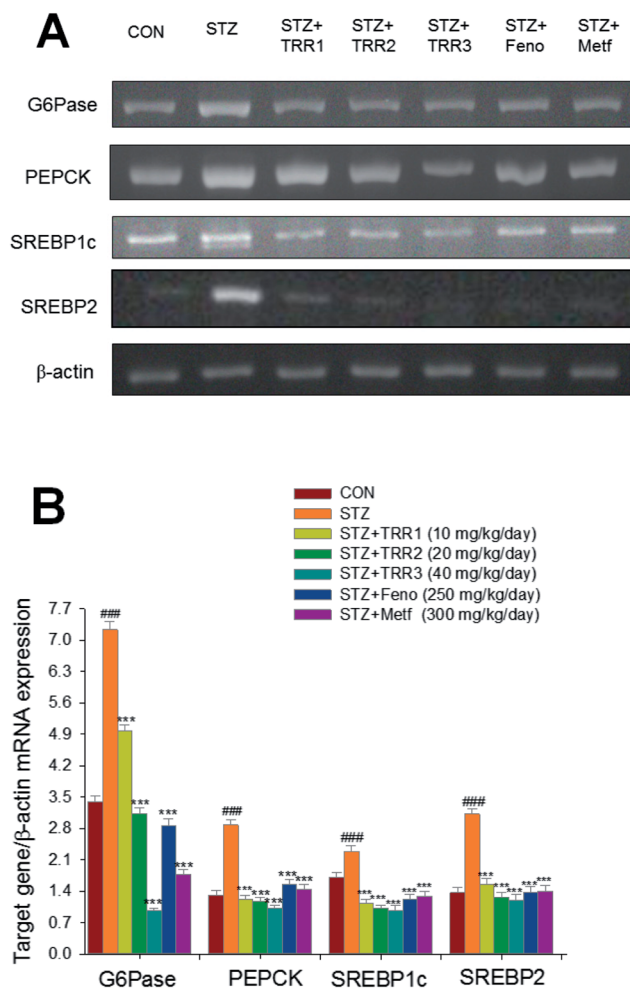 A
CON STZ STZ+ STZ+ STZ+ STZ+ STZ+
TRR1 TRR2 TRR3 Feno Metf
G6Pase
PEPCK
SREBP1c
SREBP2
β-actin
B
CON
STZ
STZ+TRR1 (10 mg/kg/day)
STZ+TRR2 (20 mg/kg/day)
STZ+TRR3 (40 mg/kg/day)
STZ+Feno (250 mg/kg/day)
STZ+Metf (300 mg/kg/day)
Target gene/β-actin mRNA expression
7.7
7.0
6.3
5.6
4.9
4.2
3.5
2.8
2.1
1.4
0.7
0.0
###
***
***
***
***
***
###
***
***
***
***
***
###
***
***
***
***
***
###
***
***
***
***
***
G6Pase PEPCK SREBP1c SREBP2